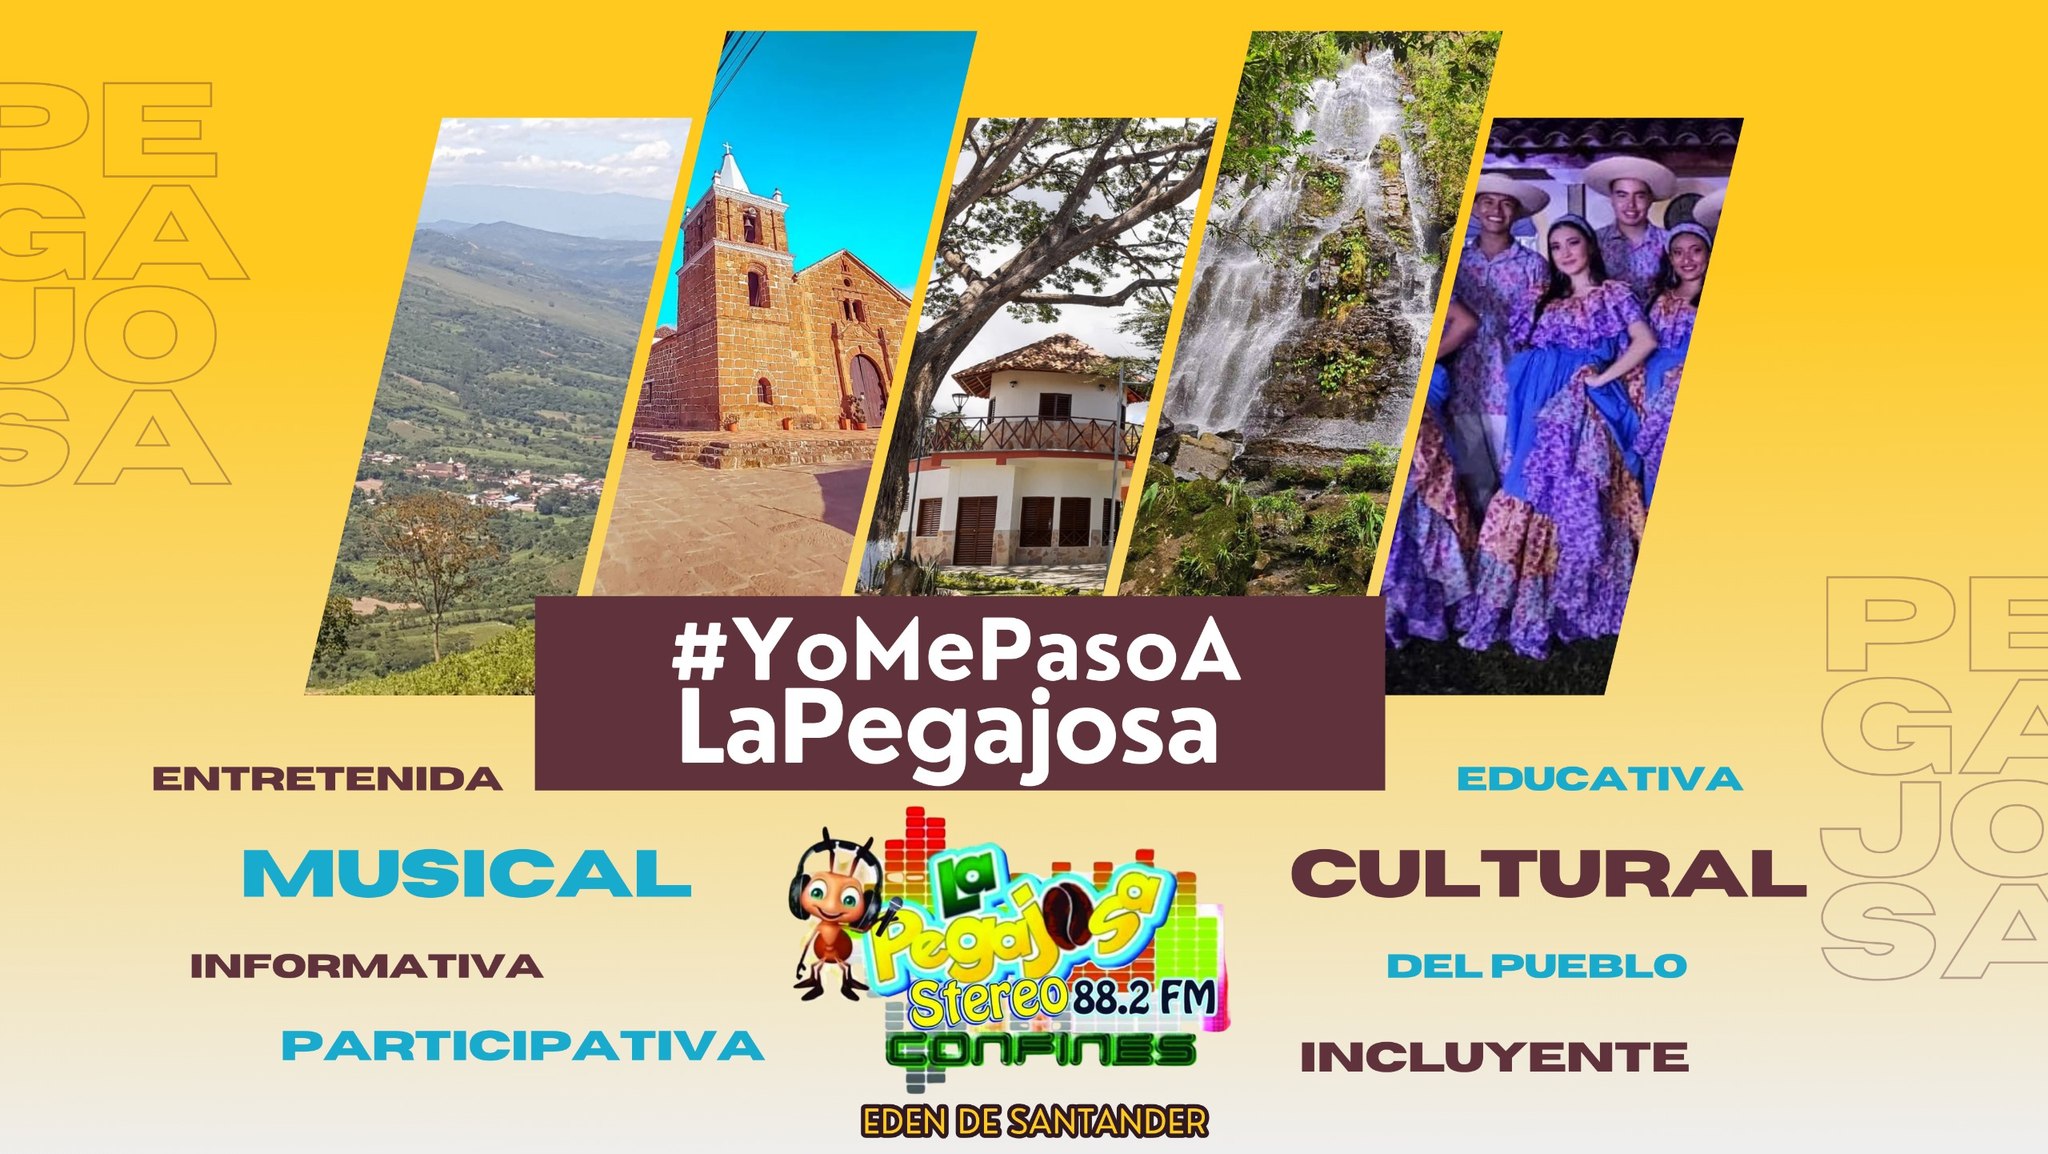 PE
GA
JO
SA
#YoMePasoA
LaPegajosa
ENTRETENIDA
MUSICAL
INFORMATIVA
PARTICIPATIVA
EDUCATIVA
CULTURAL
DEL PUEBLO
INCLUYENTE
La
Pegajosa
Stereo 88.2 FM
CONFINES
EDEN DE SANTANDER
PE
GA
JO
SA